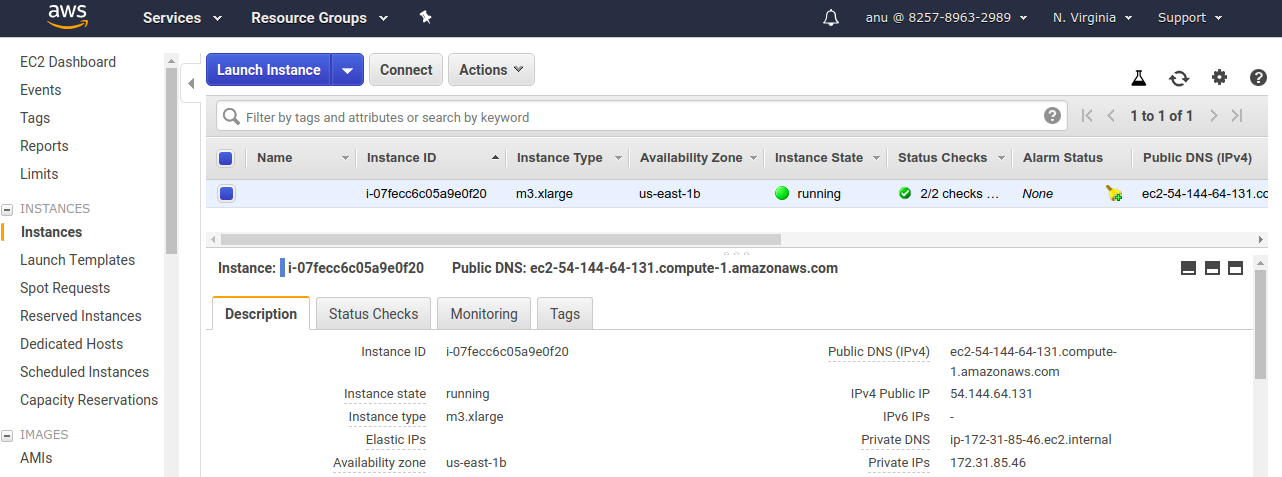 aws
Services
Resource Groups
anu @ 8257-8963-2989
N. Virginia
Support
EC2 Dashboard
Events
Tags
Reports
Limits
INSTANCES
Instances
Launch Templates
Spot Requests
Reserved Instances
Dedicated Hosts
Scheduled Instances
Capacity Reservations
IMAGES
AMIs
Launch Instance
Connect
Actions
Filter by tags and attributes or search by keyword
1 to 1 of 1
Name Instance ID Instance Type Availability Zone Instance State Status Checks Alarm Status Public DNS (IPv4)
i-07fecc6c05a9e0f20 m3.xlarge us-east-1b running 2/2 checks ... None ec2-54-144-64-131.cc
Instance: i-07fecc6c05a9e0f20 Public DNS: ec2-54-144-64-131.compute-1.amazonaws.com
Description Status Checks Monitoring Tags
Instance ID i-07fecc6c05a9e0f20
Instance state running
Instance type m3.xlarge
Elastic IPs
Availability zone us-east-1b
Public DNS (IPv4) ec2-54-144-64-131.compute-
1.amazonaws.com
IPv4 Public IP 54.144.64.131
IPv6 IPs -
Private DNS ip-172-31-85-46.ec2.internal
Private IPs 172.31.85.46